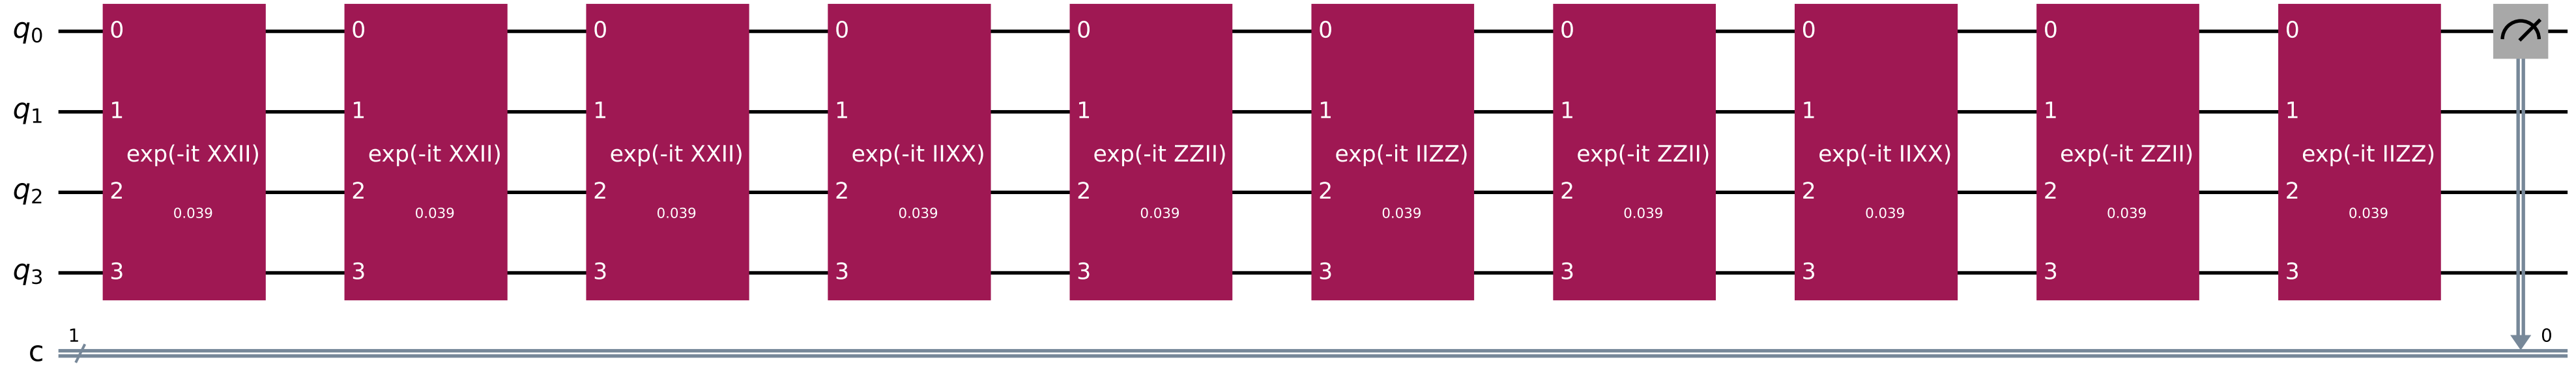 q0 0 0 0 0 0 0 0 0 0 0
q1 1 1 1 1 1 1 1 1 1 1
exp(-it XXII) exp(-it XXII) exp(-it XXII) exp(-it IIXX) exp(-it ZZII) exp(-it IIZZ) exp(-it ZZII) exp(-it IIXX) exp(-it ZZII) exp(-it IIZZ)
q2 2 2 2 2 2 2 2 2 2 2
0.039 0.039 0.039 0.039 0.039 0.039 0.039 0.039 0.039 0.039
q3 3 3 3 3 3 3 3 3 3 3
1 0
c